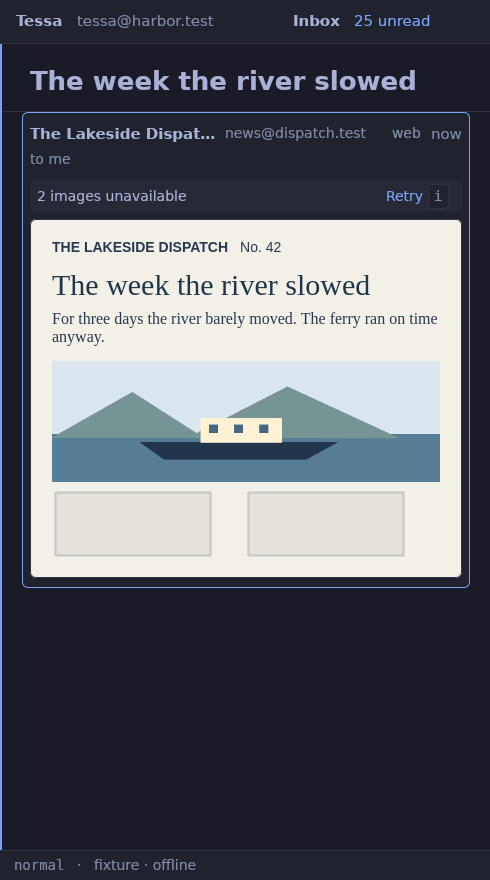 Tessa tessa@harbor.test Inbox 25 unread
The week the river slowed
The Lakeside Dispat... news@dispatch.test web now
to me
2 images unavailable Retry i
THE LAKESIDE DISPATCH No. 42
The week the river slowed
For three days the river barely moved. The ferry ran on time
anyway.
normal · fixture · offline